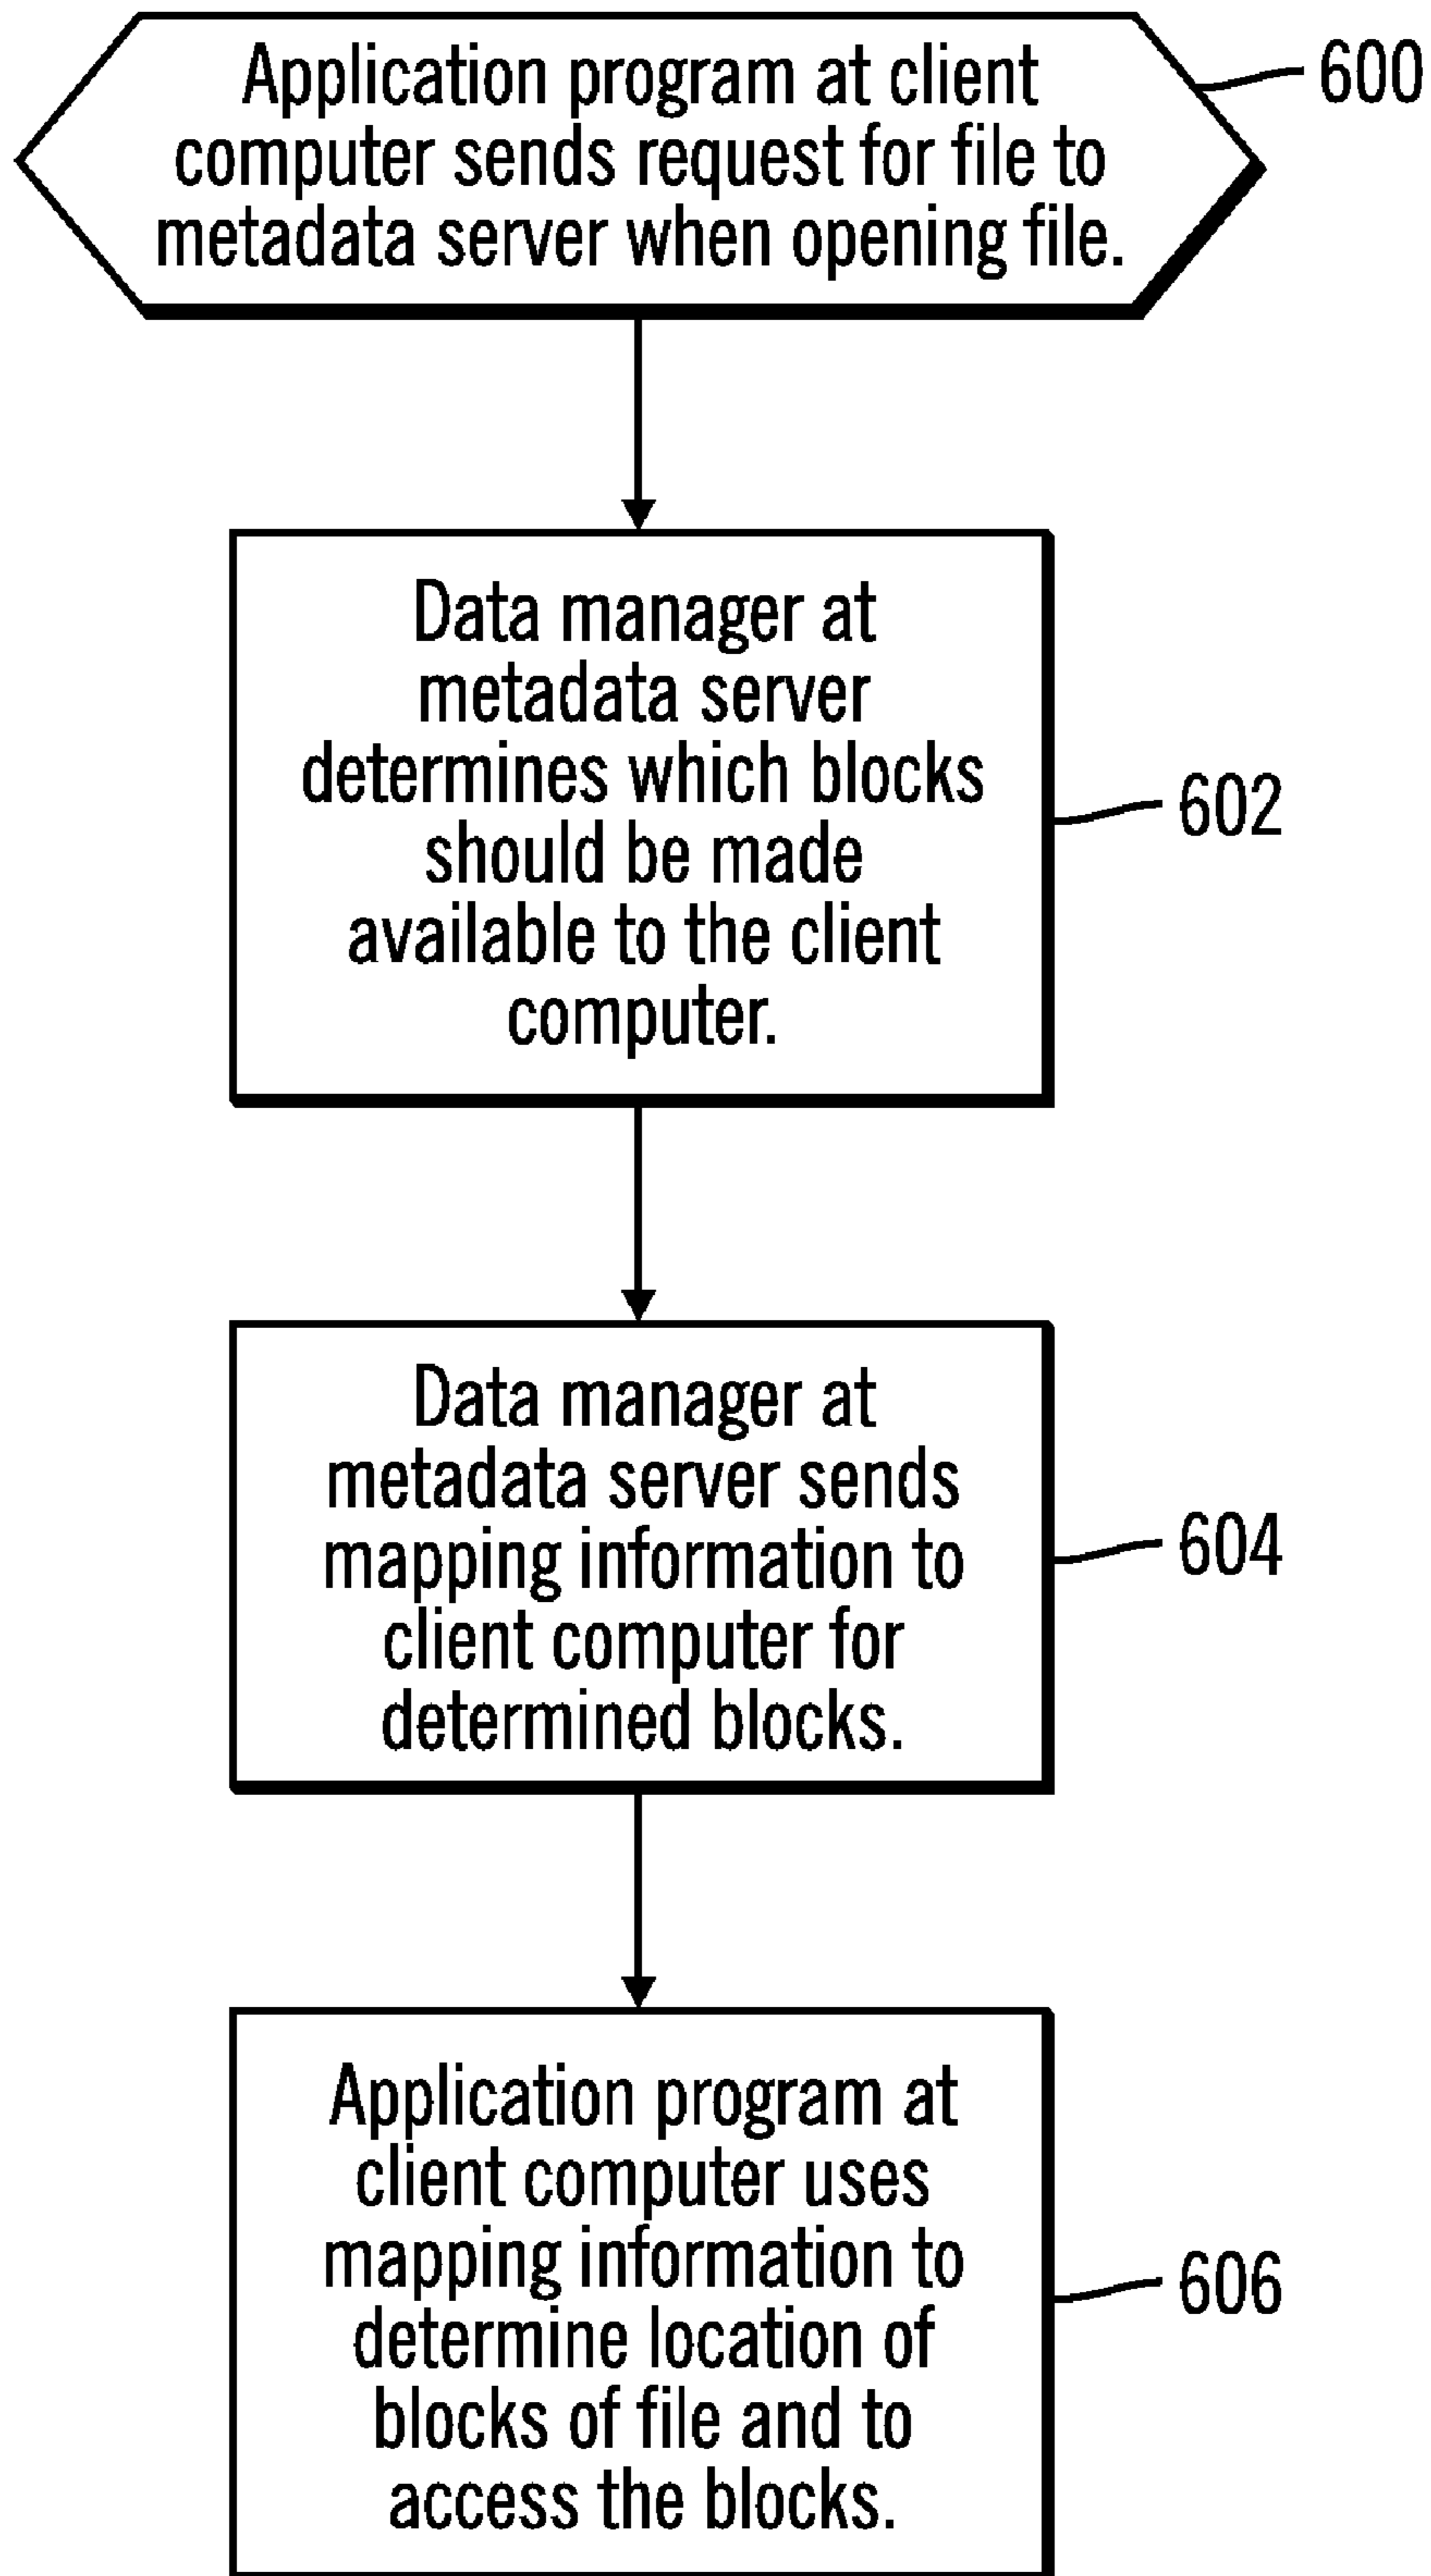 Application program at client
computer sends request for file to
metadata server when opening file.
600
Data manager at
metadata server
determines which blocks
should be made
available to the client
computer.
602
Data manager at
metadata server sends
mapping information to
client computer for
determined blocks.
604
Application program at
client computer uses
mapping information to
determine location of
blocks of file and to
access the blocks.
606